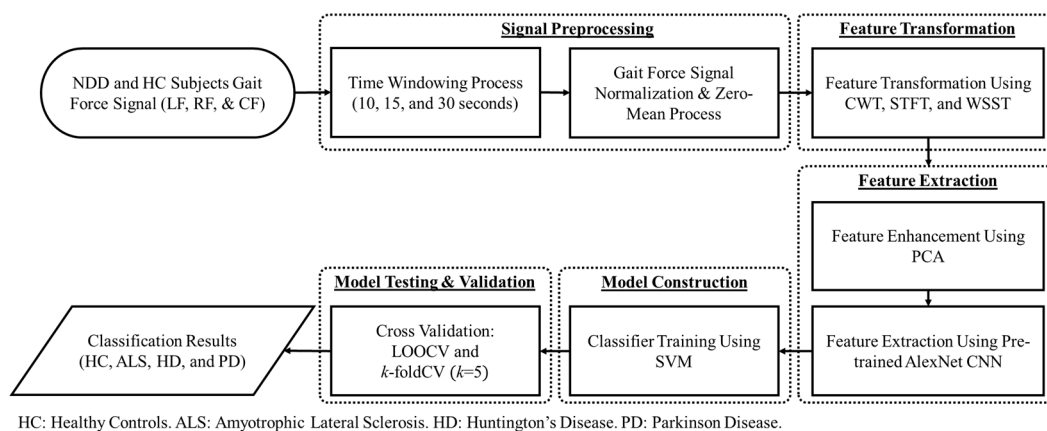 Signal Preprocessing
Feature Transformation
NDD and HC Subjects Gait
Force Signal (LF, RF, & CF)
Time Windowing Process
(10, 15, and 30 seconds)
Gait Force Signal
Normalization & Zero-
Mean Process
Feature Transformation Using
CWT, STFT, and WSST
Feature Extraction
Feature Enhancement Using
PCA
Feature Extraction Using Pre-
trained AlexNet CNN
Model Construction
Classifier Training Using
SVM
Model Testing & Validation
Cross Validation:
LOOCV and
k-foldCV (k=5)
Classification Results
(HC, ALS, HD, and PD)
HC: Healthy Controls. ALS: Amyotrophic Lateral Sclerosis. HD: Huntington's Disease. PD: Parkinson Disease.